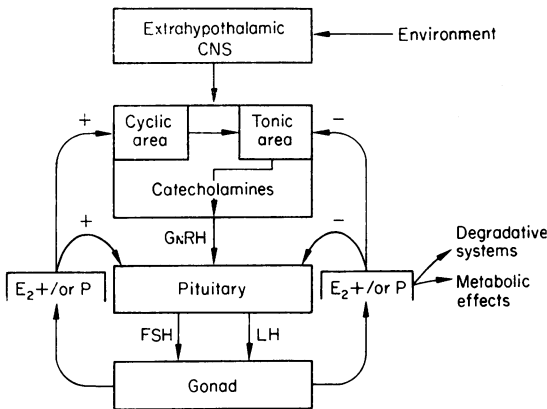 Extrahypothalamic
CNS
Environment
+
Cyclic
area
Tonic
area
−
Catecholamines
+
GNRH
−
Degradative
systems
E₂+/or P
Pituitary
E₂+/or P
Metabolic
effects
FSH
LH
Gonad